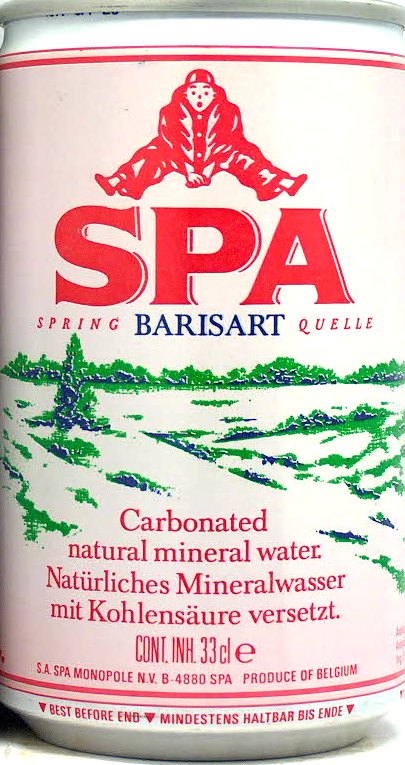 SPA
SPRING BARISART QUELLE
Carbonated
natural mineral water.
Natürliches Mineralwasser
mit Kohlensäure versetzt.
CONT. INH. 33 cl e
S.A. SPA MONOPOLE N.V. B-4880 SPA PRODUCE OF BELGIUM
▼ BEST BEFORE END ▼ MINDESTENS HALTBAR BIS ENDE ▼